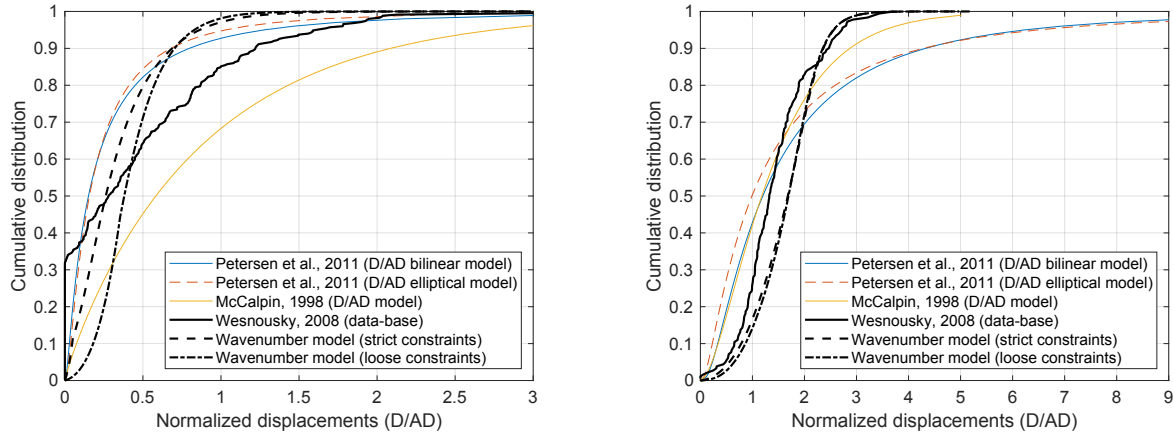 1
0.9
0.8
0.7
0.6
0.5
0.4
0.3
0.2
0.1
0
Cumulative distribution
Petersen et al., 2011 (D/AD bilinear model)
Petersen et al., 2011 (D/AD elliptical model)
McCalpin, 1998 (D/AD model)
Wesnousky, 2008 (data-base)
Wavenumber model (strict constraints)
Wavenumber model (loose constraints)
0 0.5 1 1.5 2 2.5 3
Normalized displacements (D/AD)
1
0.9
0.8
0.7
0.6
0.5
0.4
0.3
0.2
0.1
0
Cumulative distribution
Petersen et al., 2011 (D/AD bilinear model)
Petersen et al., 2011 (D/AD elliptical model)
McCalpin, 1998 (D/AD model)
Wesnousky, 2008 (data-base)
Wavenumber model (strict constraints)
Wavenumber model (loose constraints)
0 1 2 3 4 5 6 7 8 9
Normalized displacements (D/AD)